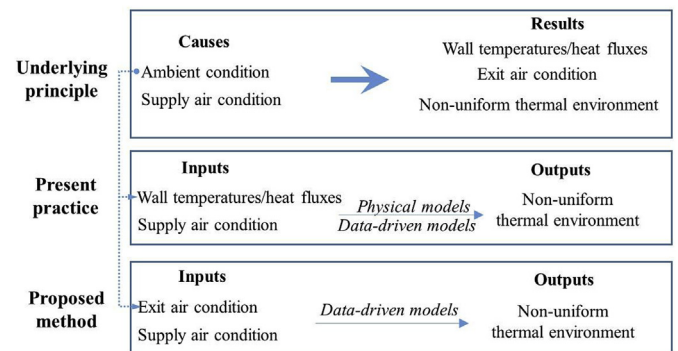 Underlying
principle
Causes
Ambient condition
Supply air condition
Results
Wall temperatures/heat fluxes
Exit air condition
Non-uniform thermal environment
Present
practice
Inputs
Wall temperatures/heat fluxes
Supply air condition
Physical models
Data-driven models
Outputs
Non-uniform
thermal environment
Proposed
method
Inputs
Exit air condition
Supply air condition
Data-driven models
Outputs
Non-uniform
thermal environment